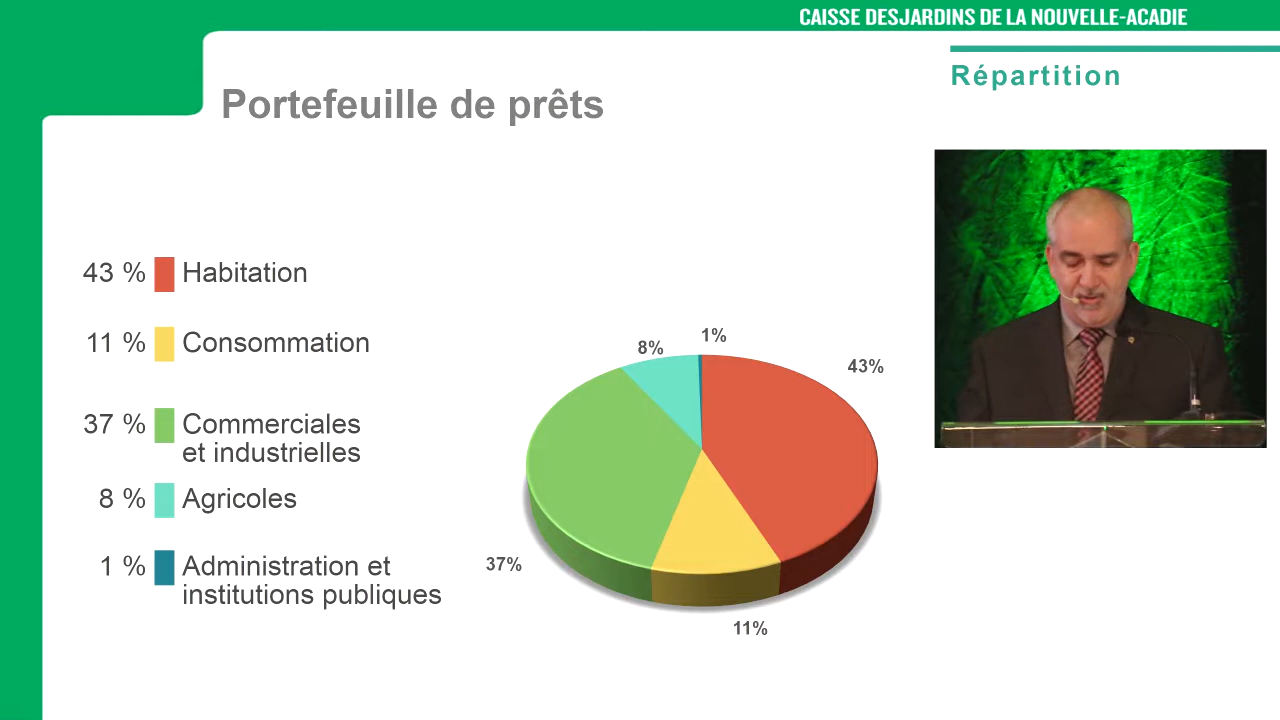 CAISSE DESJARDINS DE LA NOUVELLE-ACADIE
Répartition
Portefeuille de prêts
43 % Habitation
11 % Consommation
37 % Commerciales
et industrielles
8 % Agricoles
1 % Administration et
institutions publiques
8%
1%
43%
37%
11%